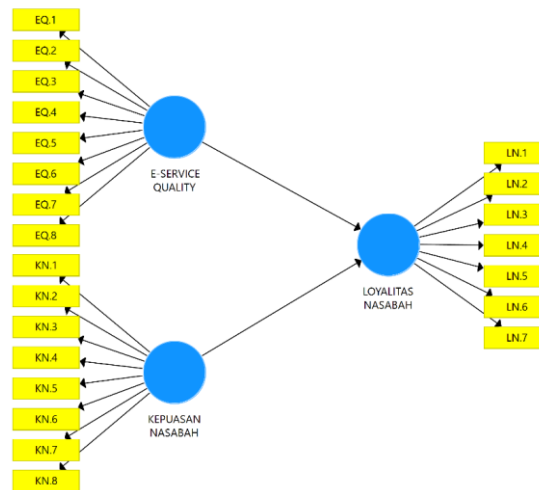 EQ.1
EQ.2
EQ.3
EQ.4
EQ.5
EQ.6
EQ.7
EQ.8
E-SERVICE
QUALITY
KN.1
KN.2
KN.3
KN.4
KN.5
KN.6
KN.7
KN.8
KEPUASAN
NASABAH
LN.1
LN.2
LN.3
LN.4
LN.5
LN.6
LN.7
LOYALITAS
NASABAH